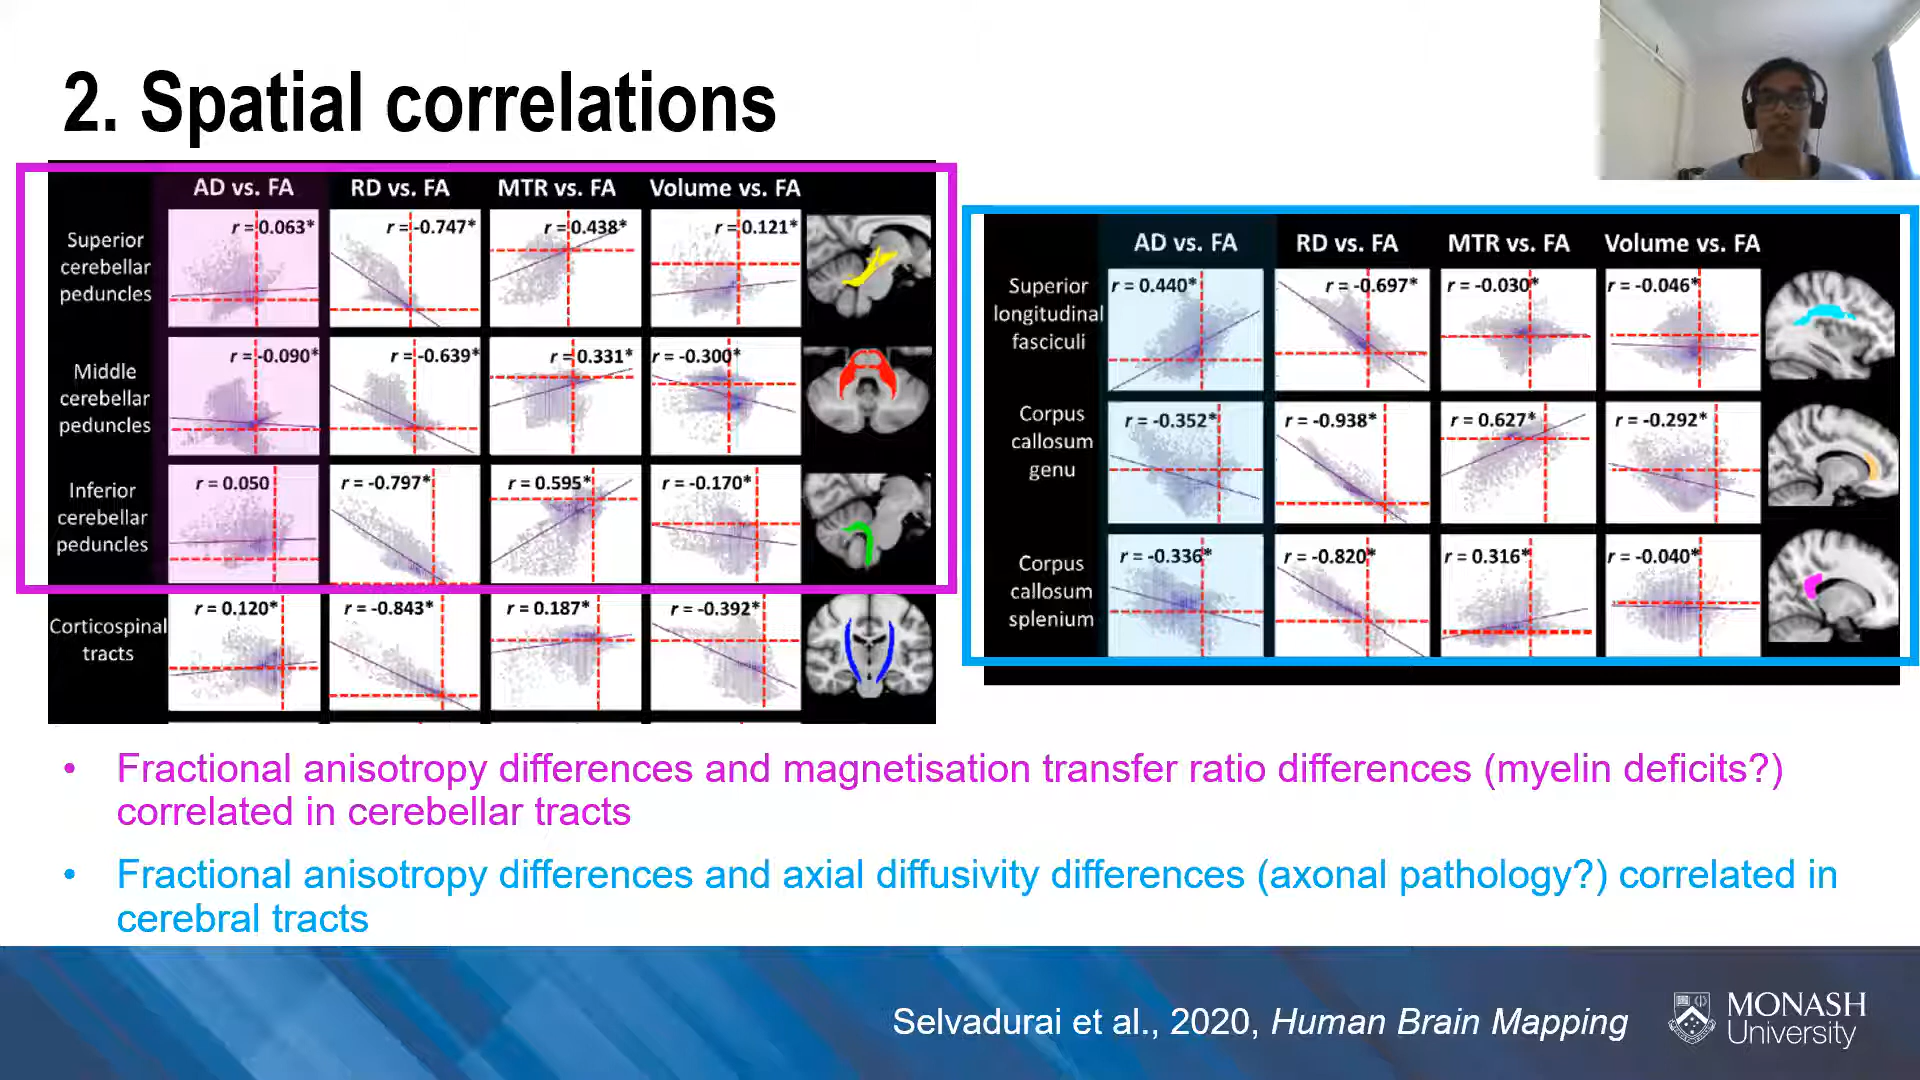 2. Spatial correlations
AD vs. FA RD vs. FA MTR vs. FA Volume vs. FA
Superior
cerebellar
peduncles
r = 0.063* r = -0.747* r = 0.438* r = 0.121*
Middle
cerebellar
peduncles
r = -0.090* r = -0.639* r = 0.331* r = -0.300*
Inferior
cerebellar
peduncles
r = 0.050 r = -0.797* r = 0.595* r = -0.170*
Corticospinal
tracts
r = 0.120* r = -0.843* r = 0.187* r = -0.392*
AD vs. FA RD vs. FA MTR vs. FA Volume vs. FA
Superior
longitudinal
fasciculi
r = 0.440* r = -0.697* r = -0.030* r = -0.046*
Corpus
callosum
genu
r = -0.352* r = -0.938* r = 0.627* r = -0.292*
Corpus
callosum
splenium
r = -0.336* r = -0.820* r = 0.316* r = -0.040*
• Fractional anisotropy differences and magnetisation transfer ratio differences (myelin deficits?)
correlated in cerebellar tracts
• Fractional anisotropy differences and axial diffusivity differences (axonal pathology?) correlated in
cerebral tracts
Selvadurai et al., 2020, Human Brain Mapping
MONASH
University